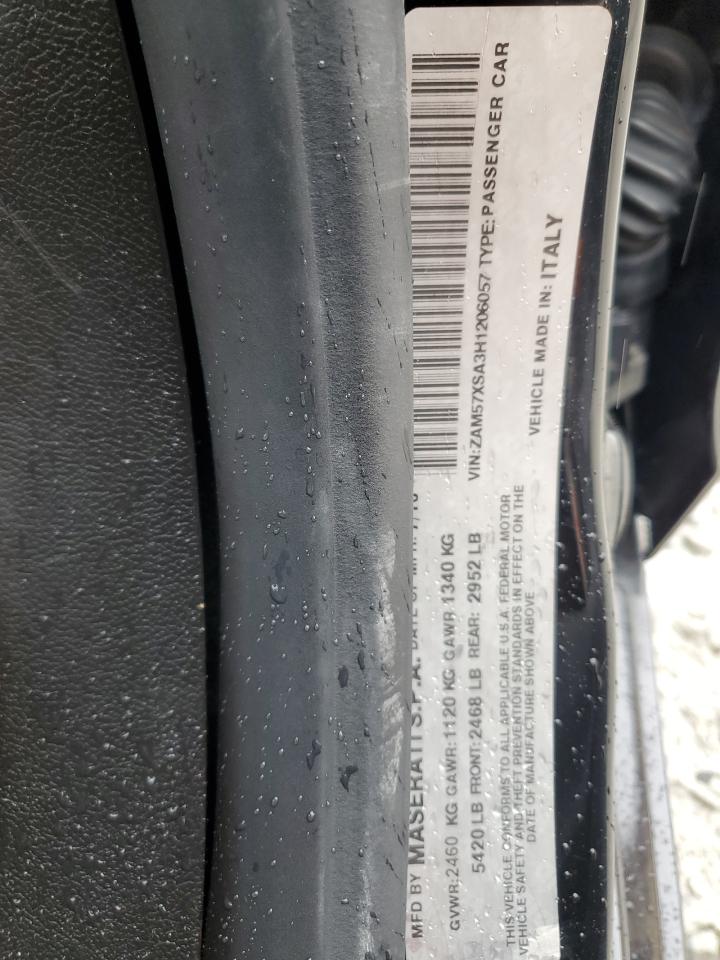 MFD BY MASERATI S.P.A. DATE OF
GVWR:2460 KG GAWR:1120 KG GAWR 1340 KG
5420 LB FRONT:2468 LB REAR: 2952 LB
THIS VEHICLE CONFORMS TO ALL APPLICABLE U.S.A. FEDERAL MOTOR
VEHICLE SAFETY AND THEFT PREVENTION STANDARDS IN EFFECT ON THE
DATE OF MANUFACTURE SHOWN ABOVE
VIN:ZAM57XSA3H1206057 TYPE:PASSENGER CAR
VEHICLE MADE IN: ITALY